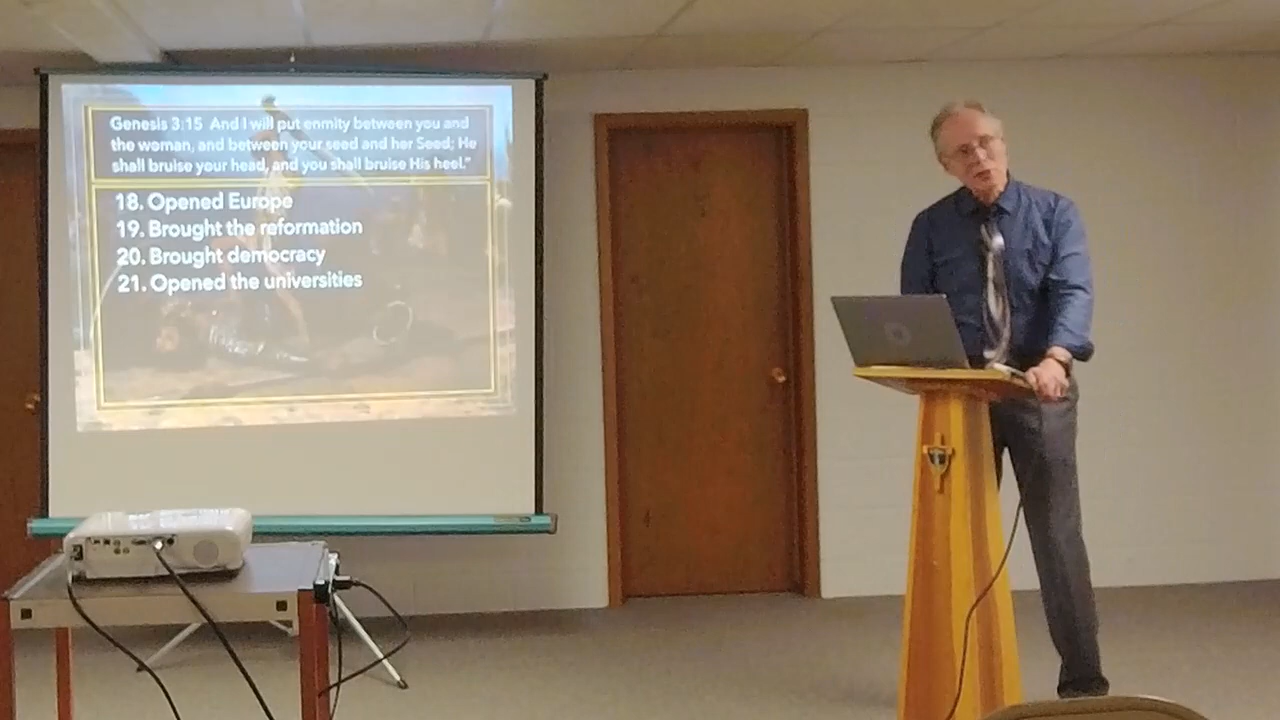 Genesis 3:15 And I will put enmity between you and
the woman, and between your seed and her Seed; He
shall bruise your head, and you shall bruise His heel."
18. Opened Europe
19. Brought the reformation
20. Brought democracy
21. Opened the universities